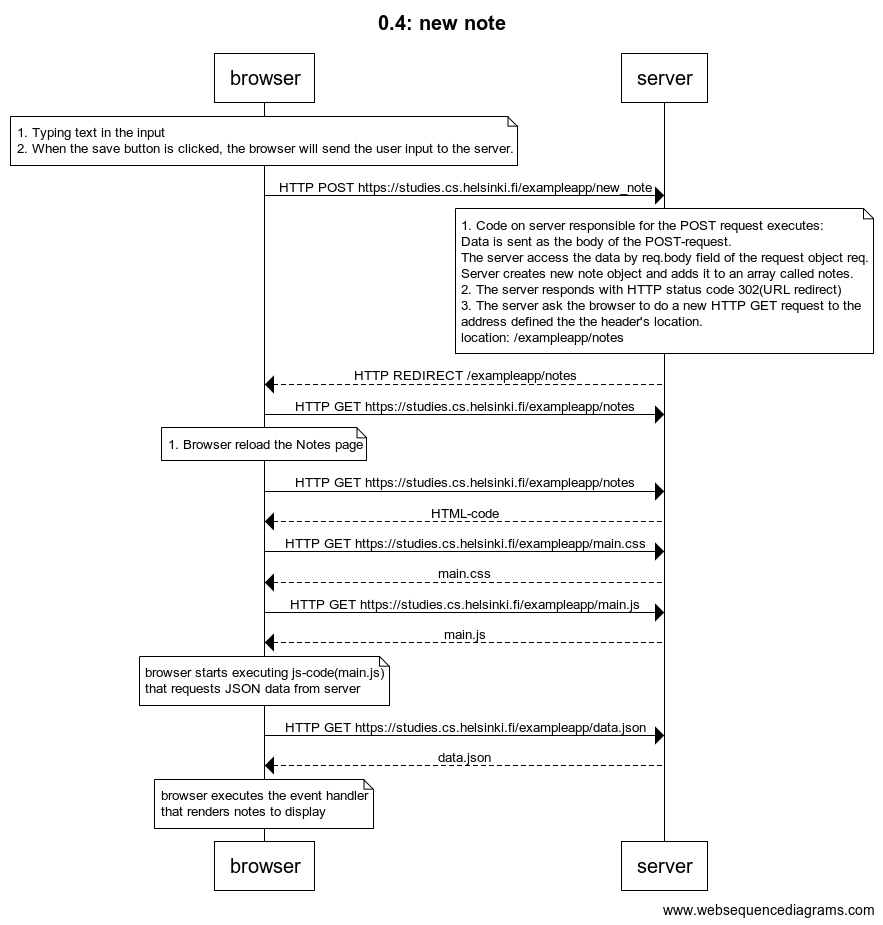 0.4: new note
browser
server
1. Typing text in the input
2. When the save button is clicked, the browser will send the user input to the server.
HTTP POST https://studies.cs.helsinki.fi/exampleapp/new_note
1. Code on server responsible for the POST request executes:
Data is sent as the body of the POST-request.
The server access the data by req.body field of the request object req.
Server creates new note object and adds it to an array called notes.
2. The server responds with HTTP status code 302(URL redirect)
3. The server ask the browser to do a new HTTP GET request to the
address defined the the header's location.
location: /exampleapp/notes
HTTP REDIRECT /exampleapp/notes
HTTP GET https://studies.cs.helsinki.fi/exampleapp/notes
1. Browser reload the Notes page
HTTP GET https://studies.cs.helsinki.fi/exampleapp/notes
HTML-code
HTTP GET https://studies.cs.helsinki.fi/exampleapp/main.css
main.css
HTTP GET https://studies.cs.helsinki.fi/exampleapp/main.js
main.js
browser starts executing js-code(main.js)
that requests JSON data from server
HTTP GET https://studies.cs.helsinki.fi/exampleapp/data.json
data.json
browser executes the event handler
that renders notes to display
browser
server
www.websequencediagrams.com